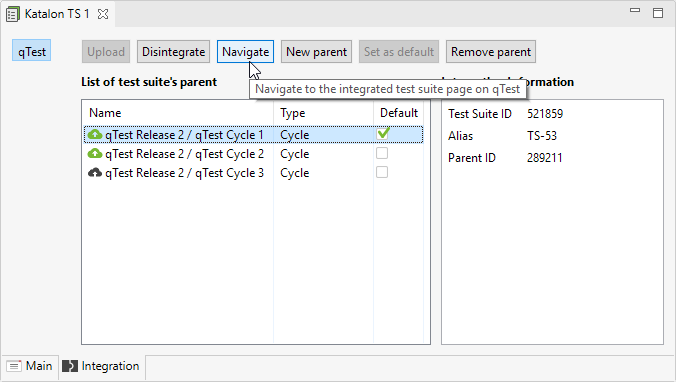 Katalon TS 1
qTest
Upload Disintegrate Navigate New parent Set as default Remove parent
List of test suite's parent
Navigate to the integrated test suite page on qTest
Name Type Default
qTest Release 2 / qTest Cycle 1 Cycle
qTest Release 2 / qTest Cycle 2 Cycle
qTest Release 2 / qTest Cycle 3 Cycle
Test Suite ID 521859
Alias TS-53
Parent ID 289211
Main Integration